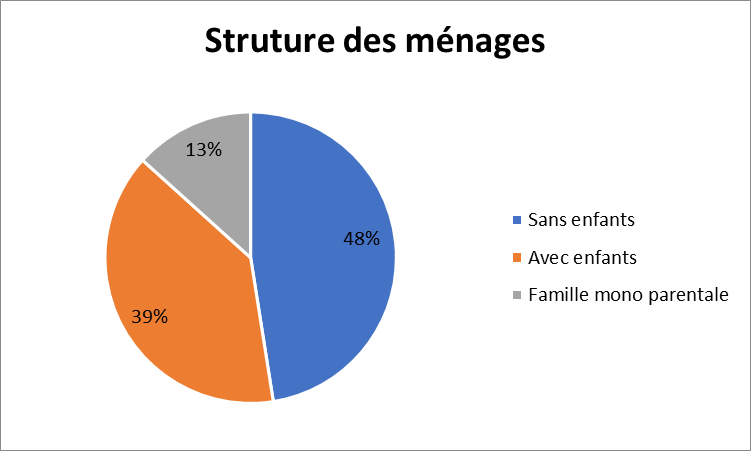 Struture des ménages
13%
48%
39%
Sans enfants
Avec enfants
Famille mono parentale